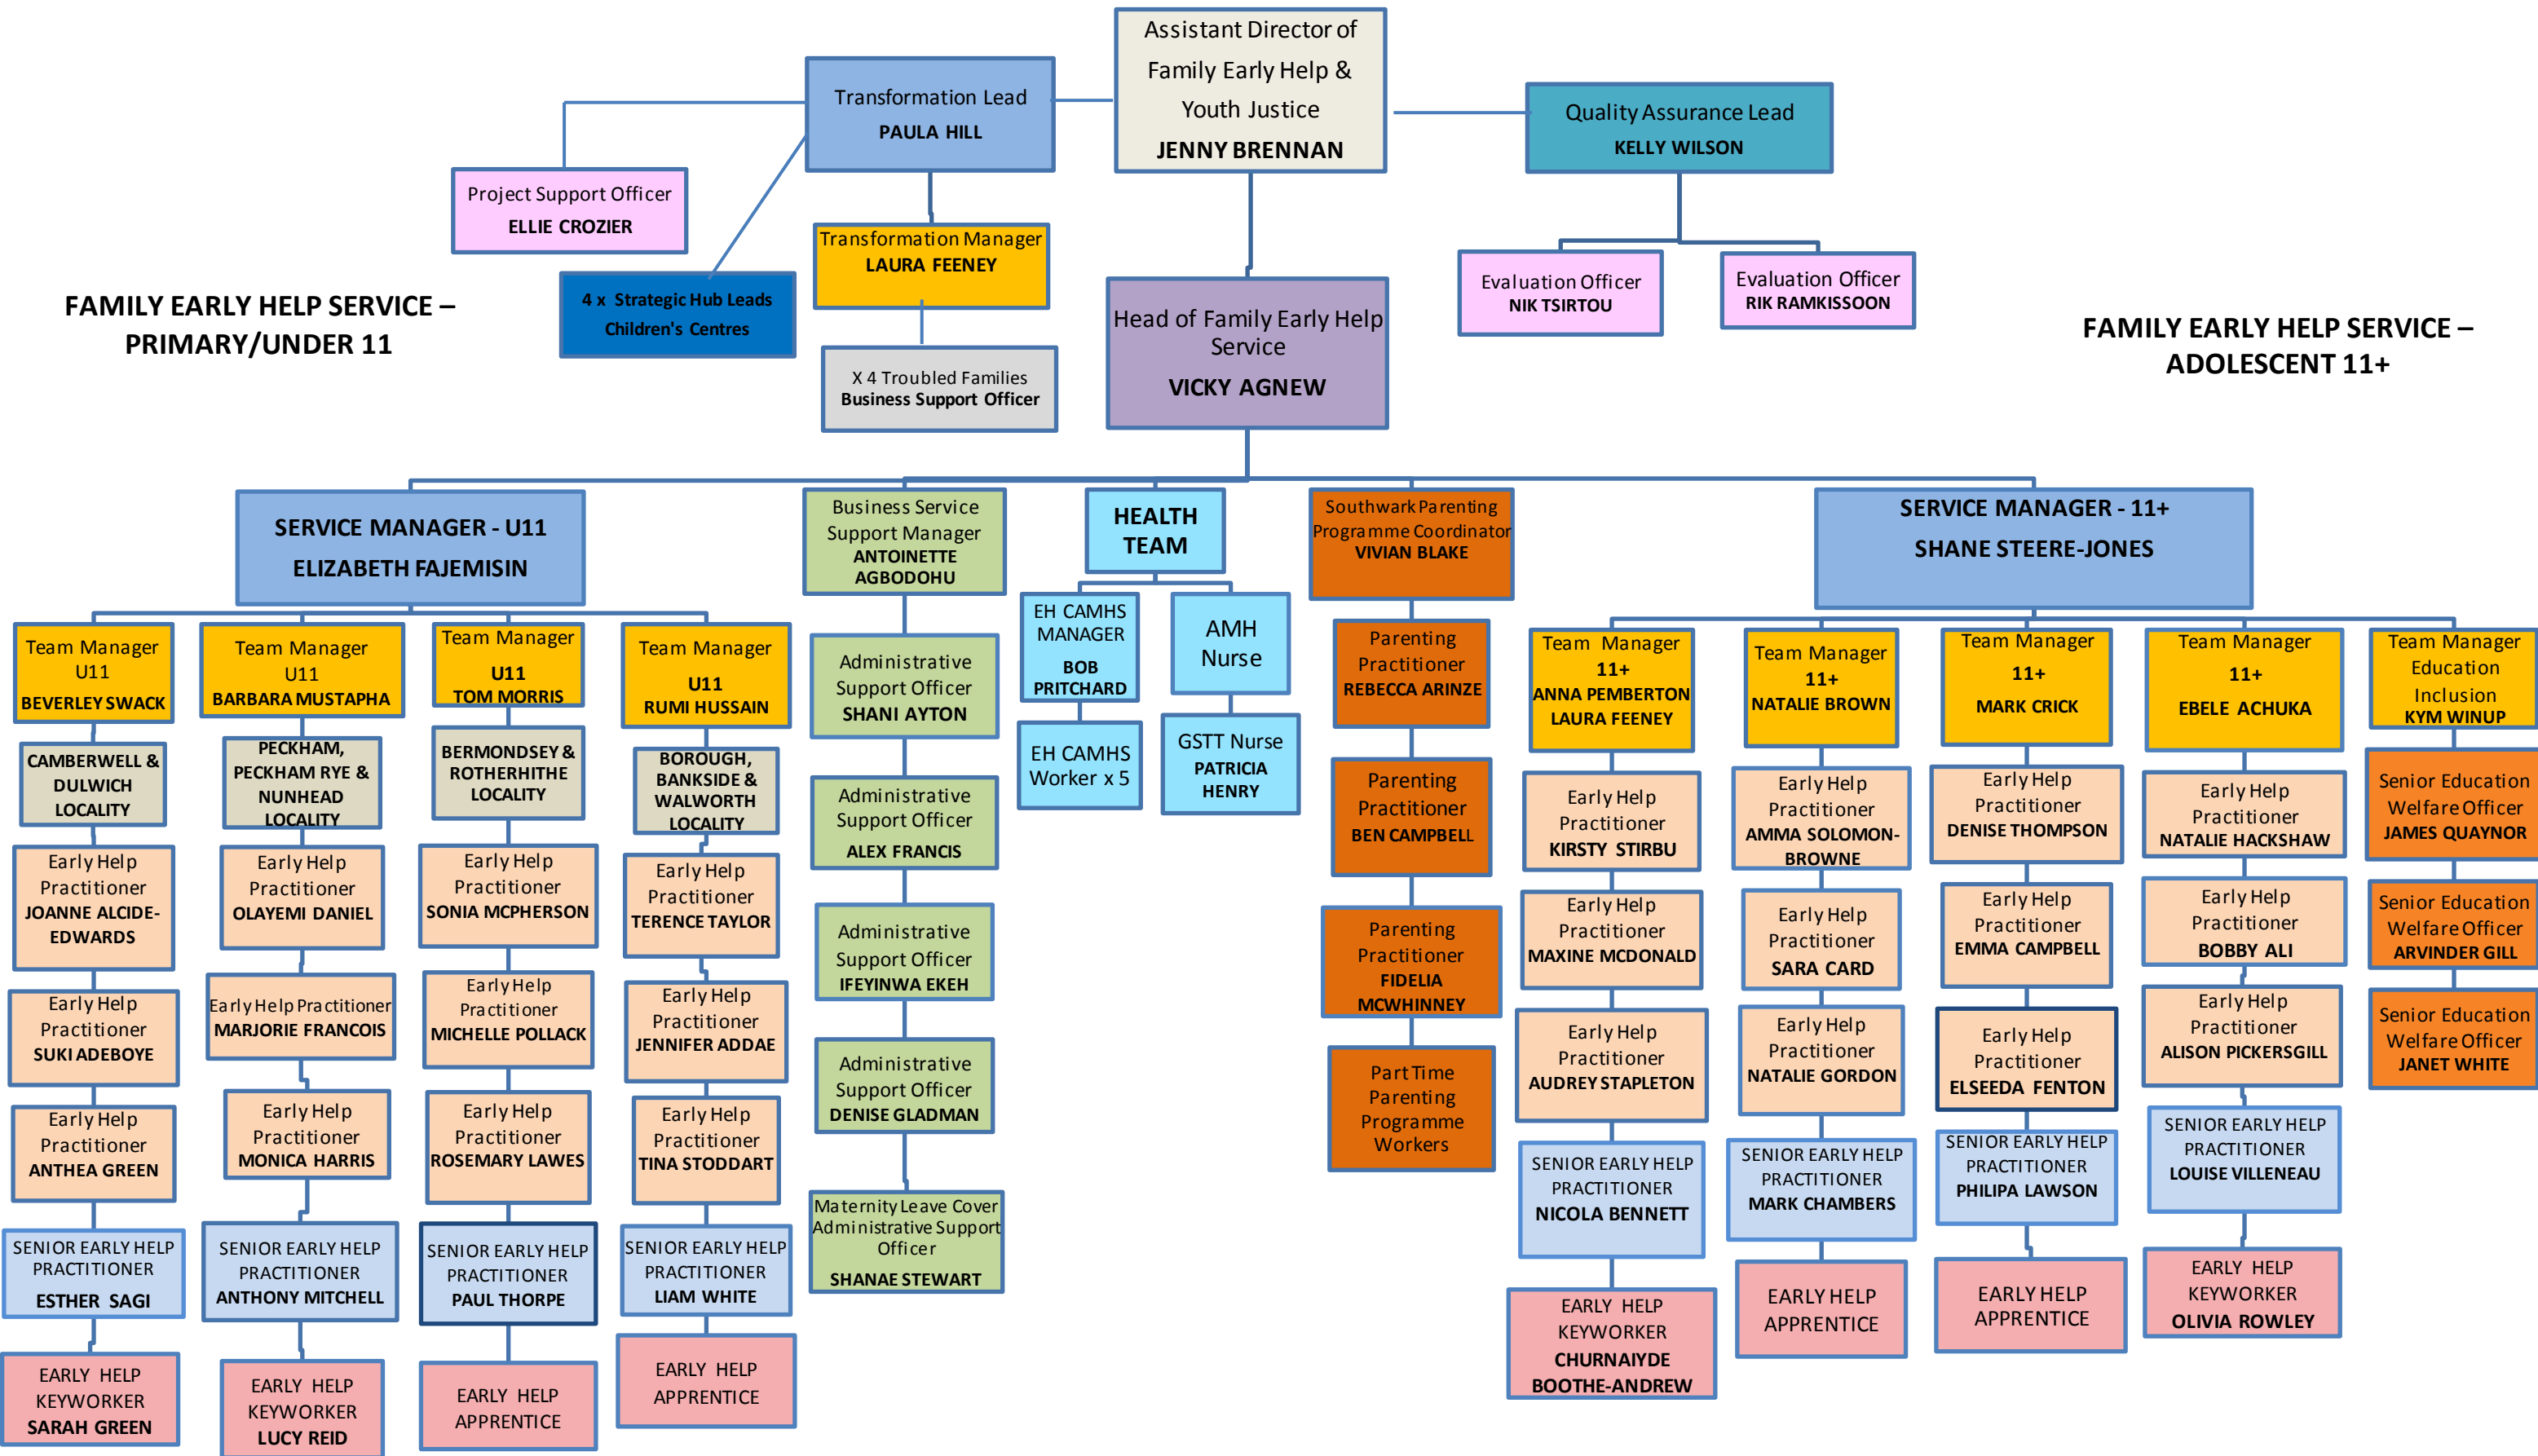 Assistant Director of
Family Early Help &
Youth Justice
JENNY BRENNAN
Transformation Lead
PAULA HILL
Quality Assurance Lead
KELLY WILSON
Project Support Officer
ELLIE CROZIER
Transformation Manager
LAURA FEENEY
4 x Strategic Hub Leads
Children's Centres
X 4 Troubled Families
Business Support Officer
Evaluation Officer
NIK TSIRTOU
Evaluation Officer
RIK RAMKISSOON
FAMILY EARLY HELP SERVICE –
PRIMARY/UNDER 11
Head of Family Early Help
Service
VICKY AGNEW
FAMILY EARLY HELP SERVICE –
ADOLESCENT 11+
SERVICE MANAGER - U11
ELIZABETH FAJEMISIN
Business Service
Support Manager
ANTOINETTE
AGBODOHU
HEALTH
TEAM
Southwark Parenting
Programme Coordinator
VIVIAN BLAKE
SERVICE MANAGER - 11+
SHANE STEERE-JONES
Team Manager
U11
BEVERLEY SWACK
CAMBERWELL &
DULWICH
LOCALITY
Early Help
Practitioner
JOANNE ALCIDE-
EDWARDS
Early Help
Practitioner
SUKI ADEBOYE
Early Help
Practitioner
ANTHEA GREEN
SENIOR EARLY HELP
PRACTITIONER
ESTHER SAGI
EARLY HELP
KEYWORKER
SARAH GREEN
Team Manager
U11
BARBARA MUSTAPHA
PECKHAM,
PECKHAM RYE &
NUNHEAD
LOCALITY
Early Help
Practitioner
OLAYEMI DANIEL
Early Help Practitioner
MARJORIE FRANCOIS
Early Help
Practitioner
MONICA HARRIS
SENIOR EARLY HELP
PRACTITIONER
ANTHONY MITCHELL
EARLY HELP
KEYWORKER
LUCY REID
Team Manager
U11
TOM MORRIS
BERMONDSEY &
ROTHERHITHE
LOCALITY
Early Help
Practitioner
SONIA MCPHERSON
Early Help
Practitioner
MICHELLE POLLACK
Early Help
Practitioner
ROSEMARY LAWES
SENIOR EARLY HELP
PRACTITIONER
PAUL THORPE
EARLY HELP
APPRENTICE
Team Manager
U11
RUMI HUSSAIN
BOROUGH,
BANKSIDE &
WALWORTH
LOCALITY
Early Help
Practitioner
TERENCE TAYLOR
Early Help
Practitioner
JENNIFER ADDAE
Early Help
Practitioner
TINA STODDART
SENIOR EARLY HELP
PRACTITIONER
LIAM WHITE
EARLY HELP
APPRENTICE
Administrative
Support Officer
SHANI AYTON
Administrative
Support Officer
ALEX FRANCIS
Administrative
Support Officer
IFEYINWA EKEH
Administrative
Support Officer
DENISE GLADMAN
Maternity Leave Cover
Administrative Support
Officer
SHANAE STEWART
EH CAMHS
MANAGER
BOB
PRITCHARD
EH CAMHS
Worker x 5
AMH
Nurse
GSTT Nurse
PATRICIA
HENRY
Parenting
Practitioner
REBECCA ARINZE
Parenting
Practitioner
BEN CAMPBELL
Parenting
Practitioner
FIDELIA
MCWHINNEY
Part Time
Parenting
Programme
Workers
Team Manager
11+
ANNA PEMBERTON
LAURA FEENEY
Early Help
Practitioner
KIRSTY STIRBU
Early Help
Practitioner
MAXINE MCDONALD
Early Help
Practitioner
AUDREY STAPLETON
SENIOR EARLY HELP
PRACTITIONER
NICOLA BENNETT
EARLY HELP
KEYWORKER
CHURNAIYDE
BOOTHE-ANDREW
Team Manager
11+
NATALIE BROWN
Early Help
Practitioner
AMMA SOLOMON-
BROWNE
Early Help
Practitioner
SARA CARD
Early Help
Practitioner
NATALIE GORDON
SENIOR EARLY HELP
PRACTITIONER
MARK CHAMBERS
EARLY HELP
APPRENTICE
Team Manager
11+
MARK CRICK
Early Help
Practitioner
DENISE THOMPSON
Early Help
Practitioner
EMMA CAMPBELL
Early Help
Practitioner
ELSEEDA FENTON
SENIOR EARLY HELP
PRACTITIONER
PHILIPA LAWSON
EARLY HELP
APPRENTICE
Team Manager
11+
EBELE ACHUKA
Early Help
Practitioner
NATALIE HACKSHAW
Early Help
Practitioner
BOBBY ALI
Early Help
Practitioner
ALISON PICKERSGILL
SENIOR EARLY HELP
PRACTITIONER
LOUISE VILLENEAU
EARLY HELP
KEYWORKER
OLIVIA ROWLEY
Team Manager
Education
Inclusion
KYM WINUP
Senior Education
Welfare Officer
JAMES QUAYNOR
Senior Education
Welfare Officer
ARVINDER GILL
Senior Education
Welfare Officer
JANET WHITE